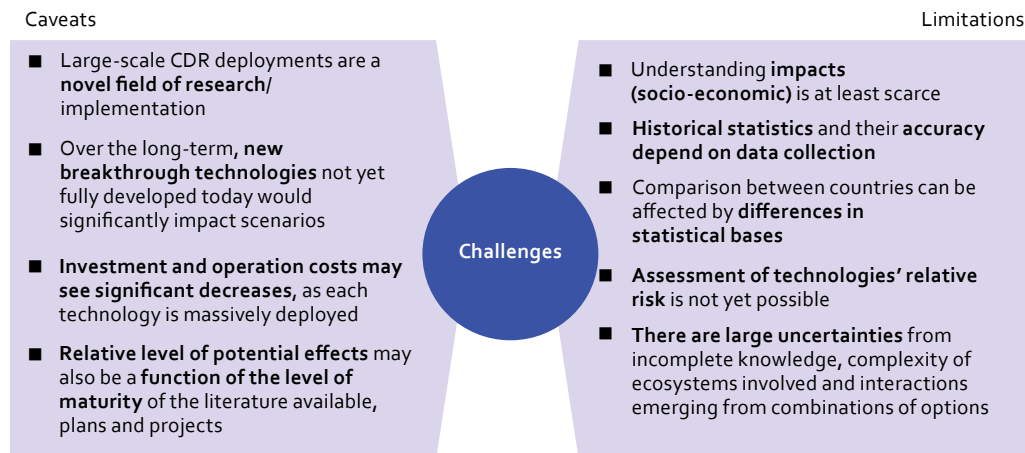 Caveats
Large-scale CDR deployments are a
novel field of research/
implementation
Over the long-term, new
breakthrough technologies not yet
fully developed today would
significantly impact scenarios
Investment and operation costs may
see significant decreases, as each
technology is massively deployed
Relative level of potential effects may
also be a function of the level of
maturity of the literature available,
plans and projects
Challenges
Limitations
Understanding impacts
(socio-economic) is at least scarce
Historical statistics and their accuracy
depend on data collection
Comparison between countries can be
affected by differences in
statistical bases
Assessment of technologies’ relative
risk is not yet possible
There are large uncertainties from
incomplete knowledge, complexity of
ecosystems involved and interactions
emerging from combinations of options